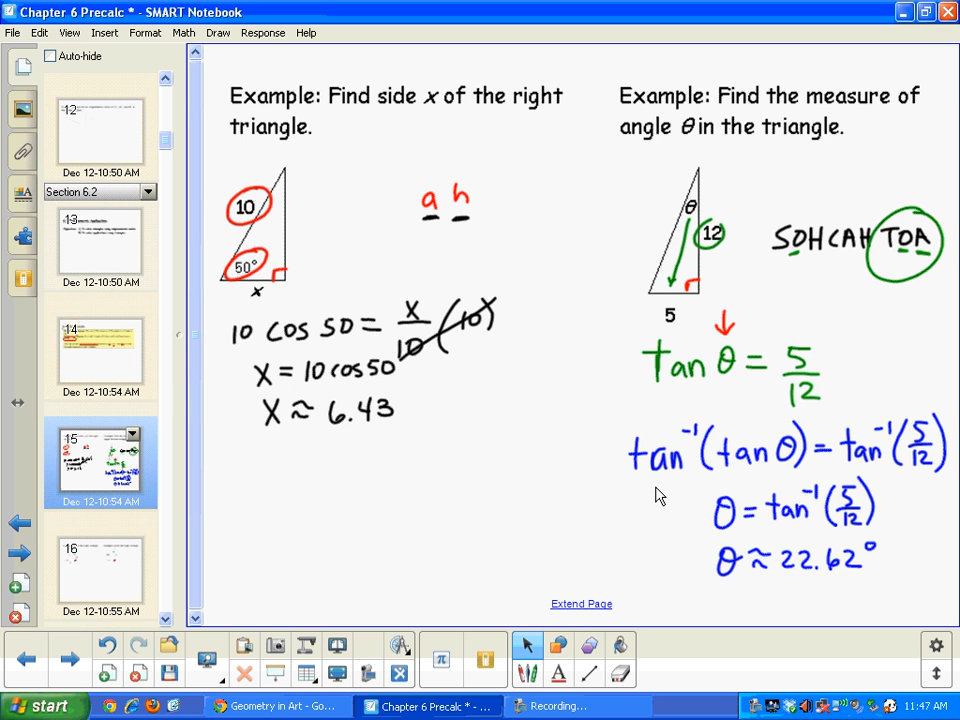 Chapter 6 Precalc * - SMART Notebook
File Edit View Insert Format Math Draw Response Help
Auto-hide
12
Dec 12-10:50 AM
Section 6.2
13
Dec 12-10:50 AM
14
Dec 12-10:54 AM
15
Dec 12-10:54 AM
16
Dec 12-10:55 AM
Example: Find side x of the right
triangle.
10
50°
x
a h
10 cos 50 = x/10 (10)
x = 10 cos 50
x ≈ 6.43
Example: Find the measure of
angle θ in the triangle.
θ
12
5
SOHCAHTOA
tan θ = 5/12
tan⁻¹(tan θ) = tan⁻¹(5/12)
θ = tan⁻¹(5/12)
θ ≈ 22.62°
Extend Page
π
A
start
Geometry in Art - Go...
Chapter 6 Precalc * - ...
Recording...
11:47 AM